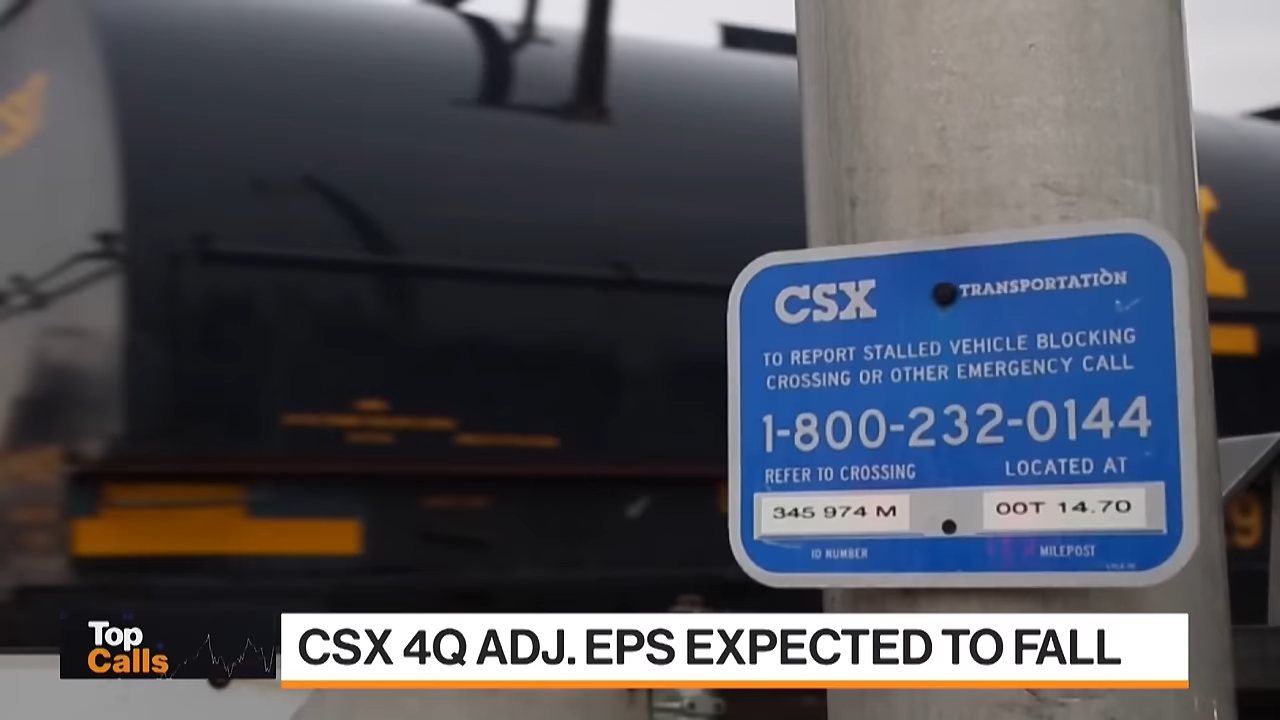 CSX TRANSPORTATION
TO REPORT STALLED VEHICLE BLOCKING
CROSSING OR OTHER EMERGENCY CALL
1-800-232-0144
REFER TO CROSSING LOCATED AT
345 974 M 00T 14.70
ID NUMBER MILEPOST
Top
Calls
CSX 4Q ADJ. EPS EXPECTED TO FALL